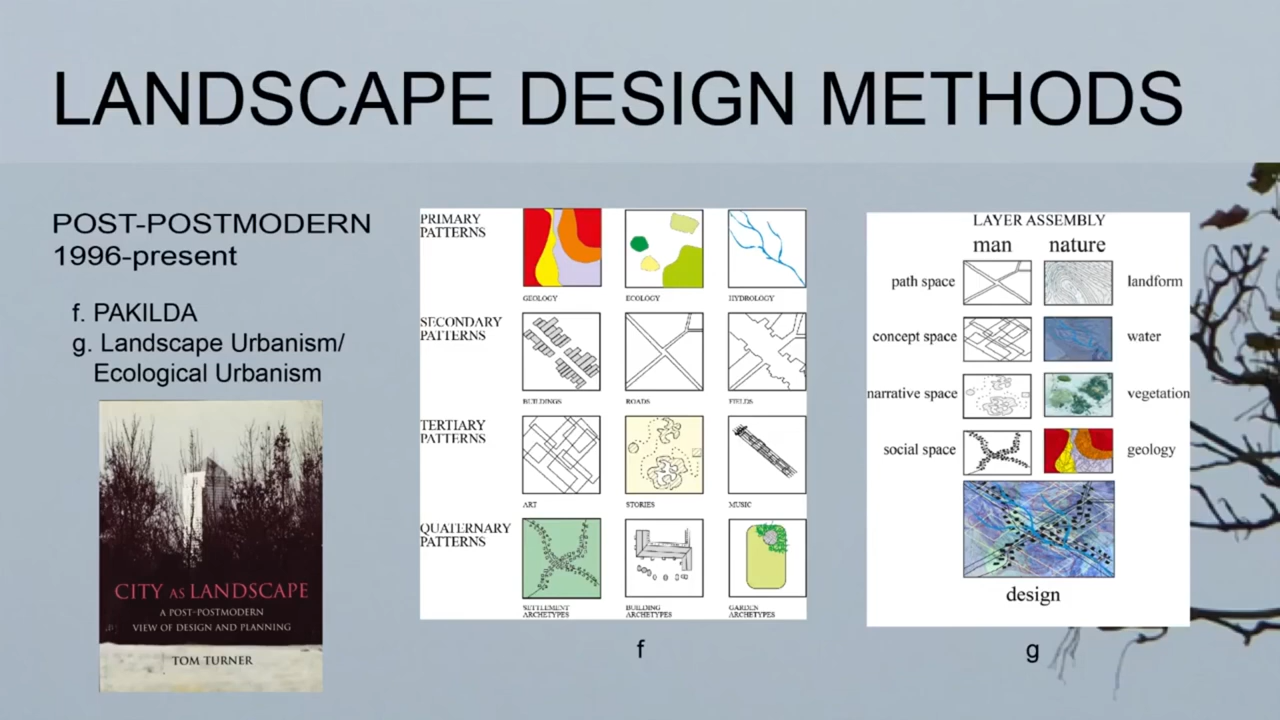 LANDSCAPE DESIGN METHODS
POST-POSTMODERN
1996-present
f. PAKILDA
g. Landscape Urbanism/
Ecological Urbanism
CITY AS LANDSCAPE
A POST-POSTMODERN
VIEW OF DESIGN AND PLANNING
TOM TURNER
PRIMARY
PATTERNS
GEOLOGY
ECOLOGY
HYDROLOGY
SECONDARY
PATTERNS
BUILDINGS
ROADS
FIELDS
TERTIARY
PATTERNS
ART
STORIES
MUSIC
QUATERNARY
PATTERNS
SETTLEMENT
ARCHETYPES
BUILDING
ARCHETYPES
GARDEN
ARCHETYPES
f
LAYER ASSEMBLY
man nature
path space landform
concept space water
narrative space vegetation
social space geology
design
g